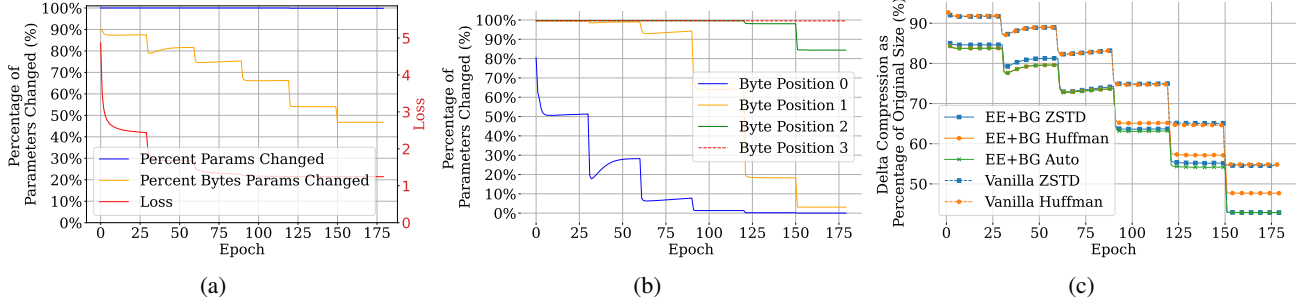 100%
90%
80%
70%
60%
50%
40%
30%
20%
10%
0%
Percentage of
Parameters Changed (%)
5
4
3
2
1
0
Loss
Percent Params Changed
Percent Bytes Params Changed
Loss
0 25 50 75 100 125 150 175
Epoch
(a)
100%
90%
80%
70%
60%
50%
40%
30%
20%
10%
0%
Percentage of
Parameters Changed (%)
Byte Position 0
Byte Position 1
Byte Position 2
Byte Position 3
0 25 50 75 100 125 150 175
Epoch
(b)
90
80
70
60
50
Delta Compression as
Percentage of Original Size (%)
EE+BG ZSTD
EE+BG Huffman
EE+BG Auto
Vanilla ZSTD
Vanilla Huffman
0 25 50 75 100 125 150 175
Epoch
(c)